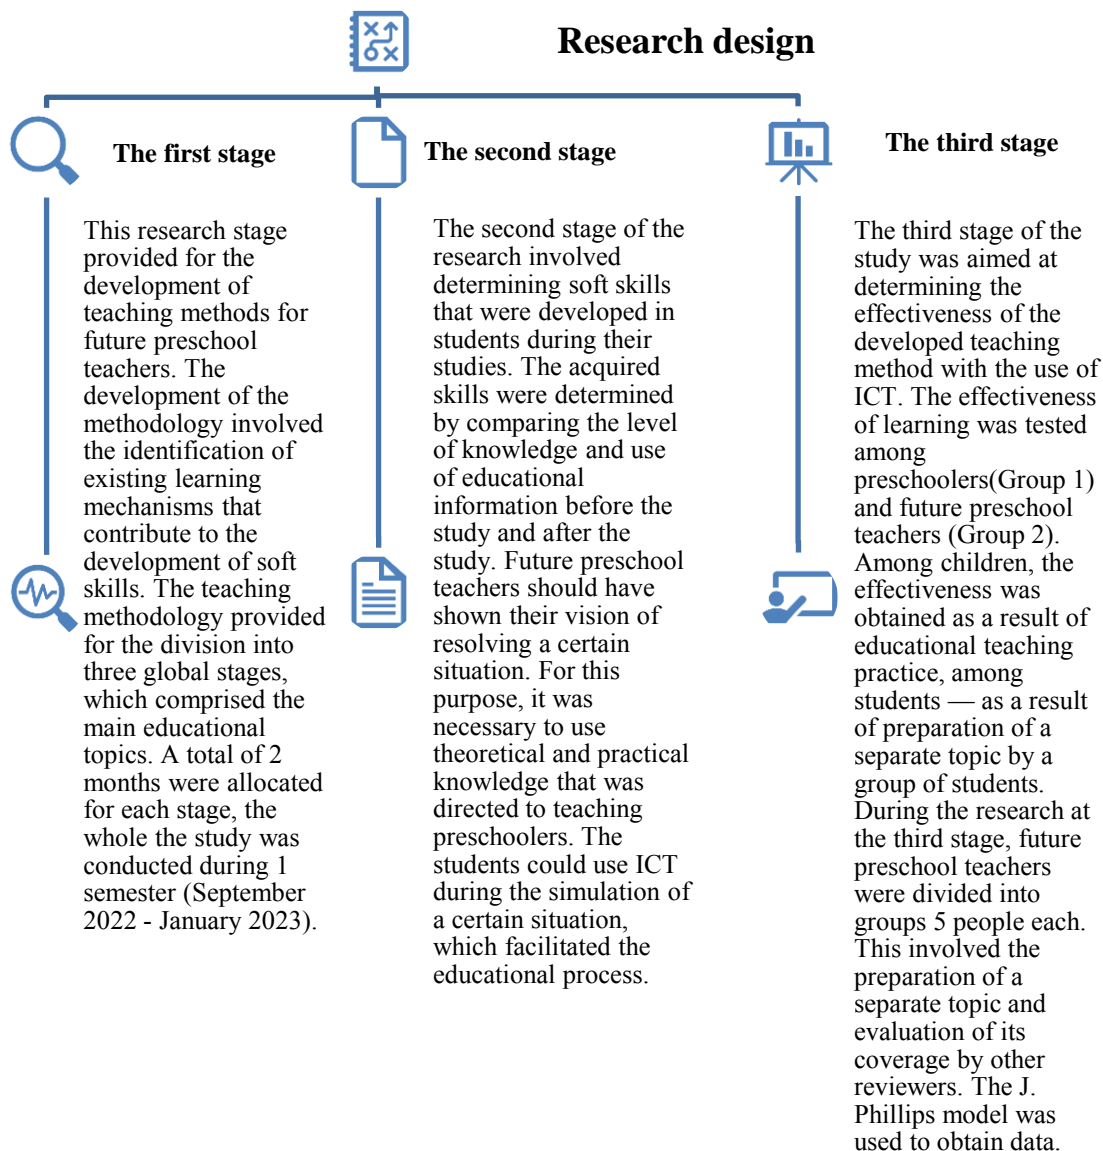 Research design
The first stage
This research stage
provided for the
development of
teaching methods for
future preschool
teachers. The
development of the
methodology involved
the identification of
existing learning
mechanisms that
contribute to the
development of soft
skills. The teaching
methodology provided
for the division into
three global stages,
which comprised the
main educational
topics. A total of 2
months were allocated
for each stage, the
whole the study was
conducted during 1
semester (September
2022 - January 2023).
The second stage
The second stage of the
research involved
determining soft skills
that were developed in
students during their
studies. The acquired
skills were determined
by comparing the level
of knowledge and use
of educational
information before the
study and after the
study. Future preschool
teachers should have
shown their vision of
resolving a certain
situation. For this
purpose, it was
necessary to use
theoretical and practical
knowledge that was
directed to teaching
preschoolers. The
students could use ICT
during the simulation of
a certain situation,
which facilitated the
educational process.
The third stage
The third stage of the
study was aimed at
determining the
effectiveness of the
developed teaching
method with the use of
ICT. The effectiveness
of learning was tested
among
preschoolers(Group 1)
and future preschool
teachers (Group 2).
Among children, the
effectiveness was
obtained as a result of
educational teaching
practice, among
students — as a result
of preparation of a
separate topic by a
group of students.
During the research at
the third stage, future
preschool teachers
were divided into
groups 5 people each.
This involved the
preparation of a
separate topic and
evaluation of its
coverage by other
reviewers. The J.
Phillips model was
used to obtain data.